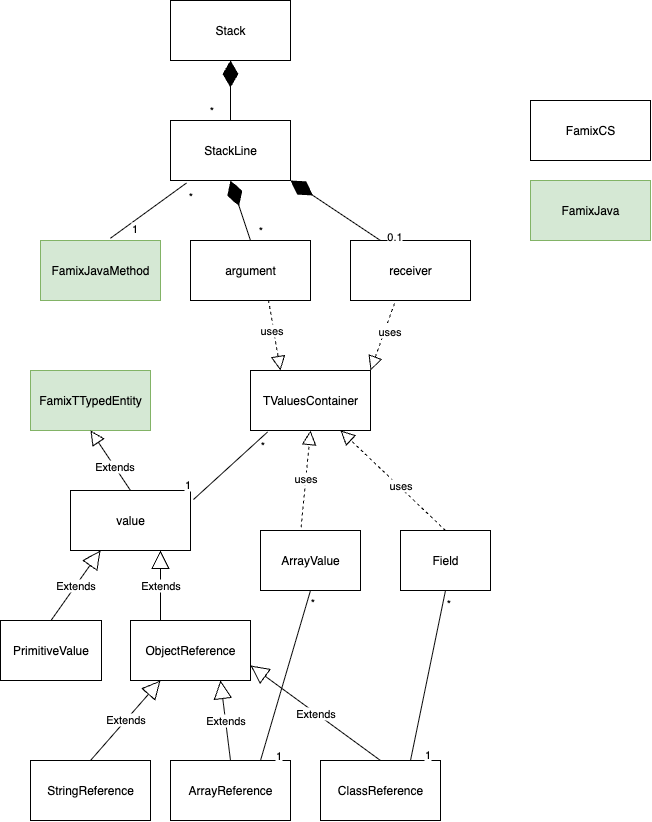 Stack
*
FamixCS
StackLine
*
FamixJava
1
*
0.1
FamixJavaMethod
argument
receiver
uses
uses
FamixTTypedEntity
TValuesContainer
*
Extends
1
uses
uses
value
ArrayValue
Field
Extends
Extends
*
*
PrimitiveValue
ObjectReference
Extends
Extends
Extends
1
1
StringReference
ArrayReference
ClassReference